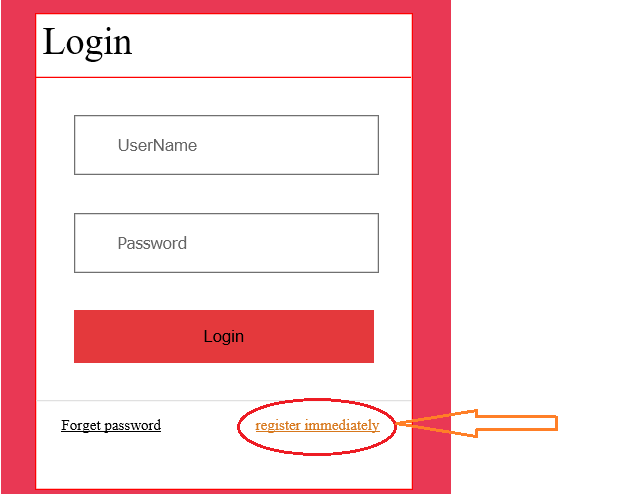 Login
UserName
Password
Login
Forget password register immediately